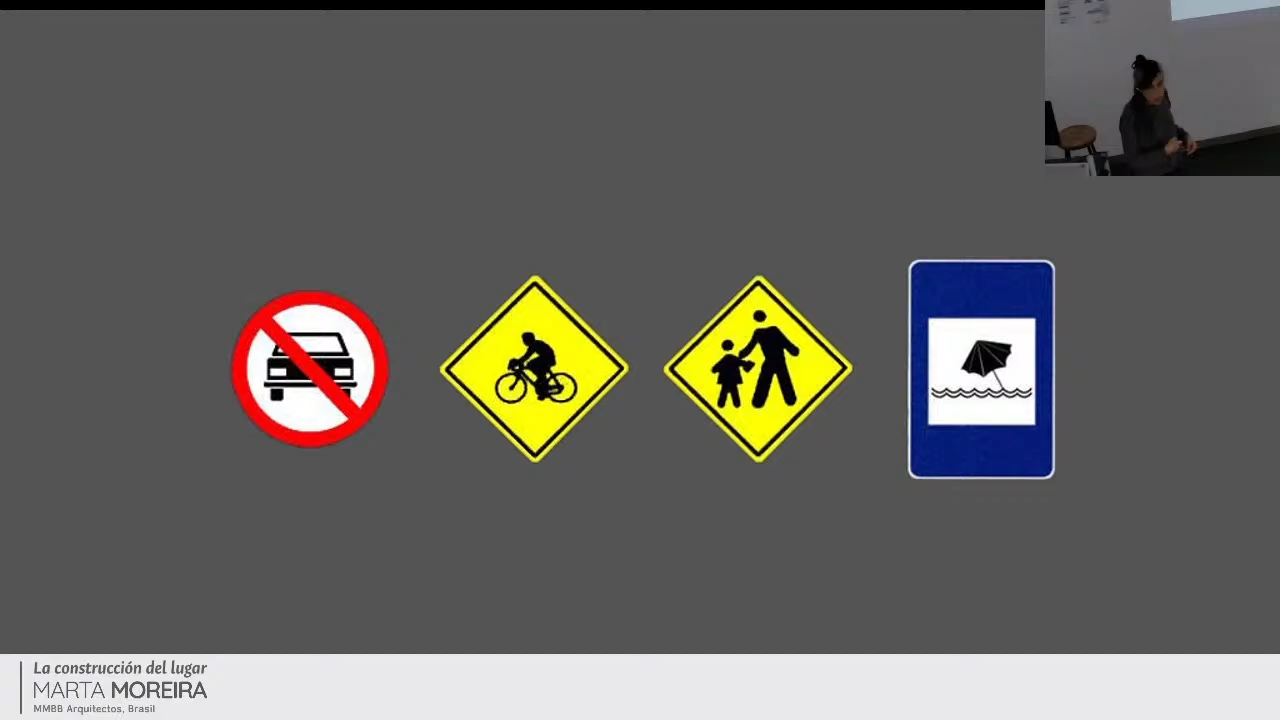 La construcción del lugar
MARTA MOREIRA
MMBB Arquitectos, Brasil